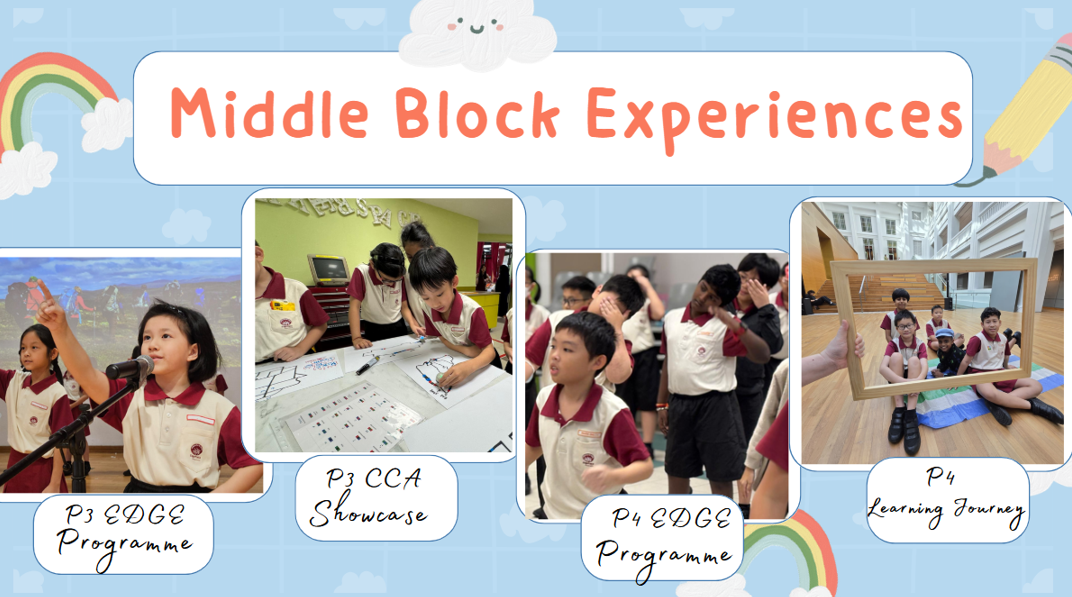 Middle Block Experiences
P3 EDGE
Programme
P3 CCA
Showcase
P4 EDGE
Programme
P4
Learning Journey